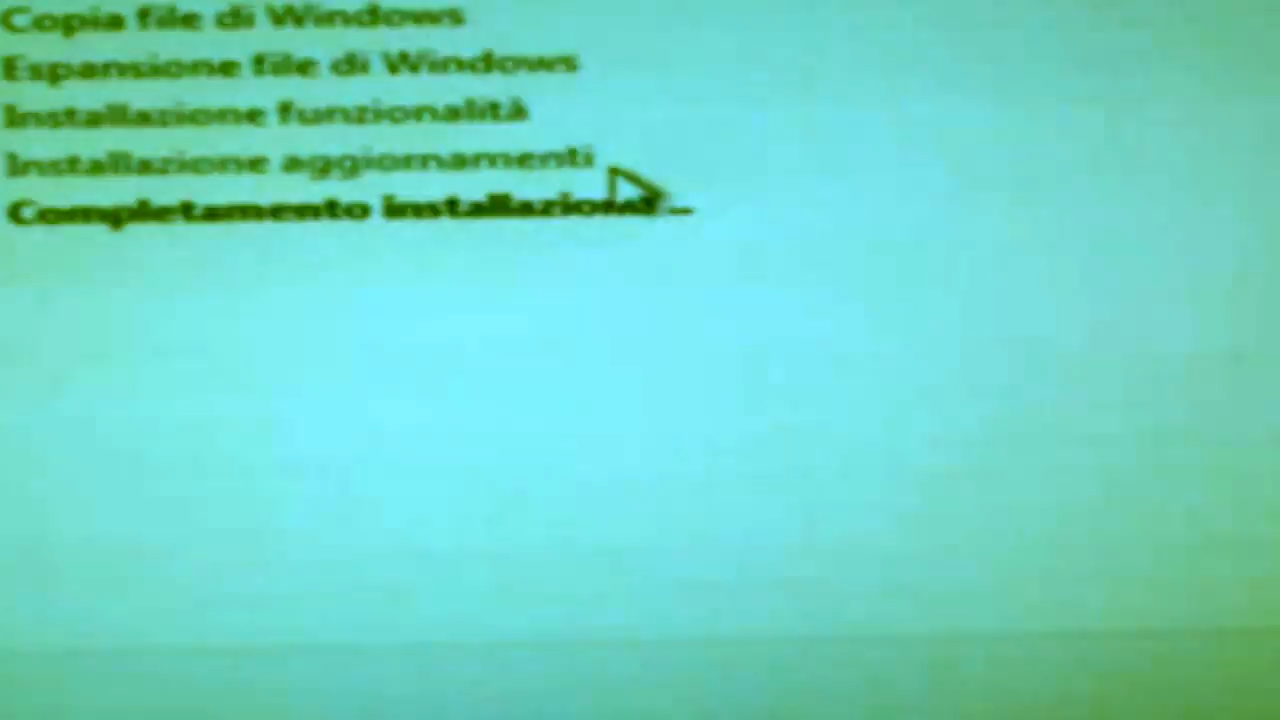 Copia file di Windows
Espansione file di Windows
Installazione funzionalità
Installazione aggiornamenti
Completamento installazione...